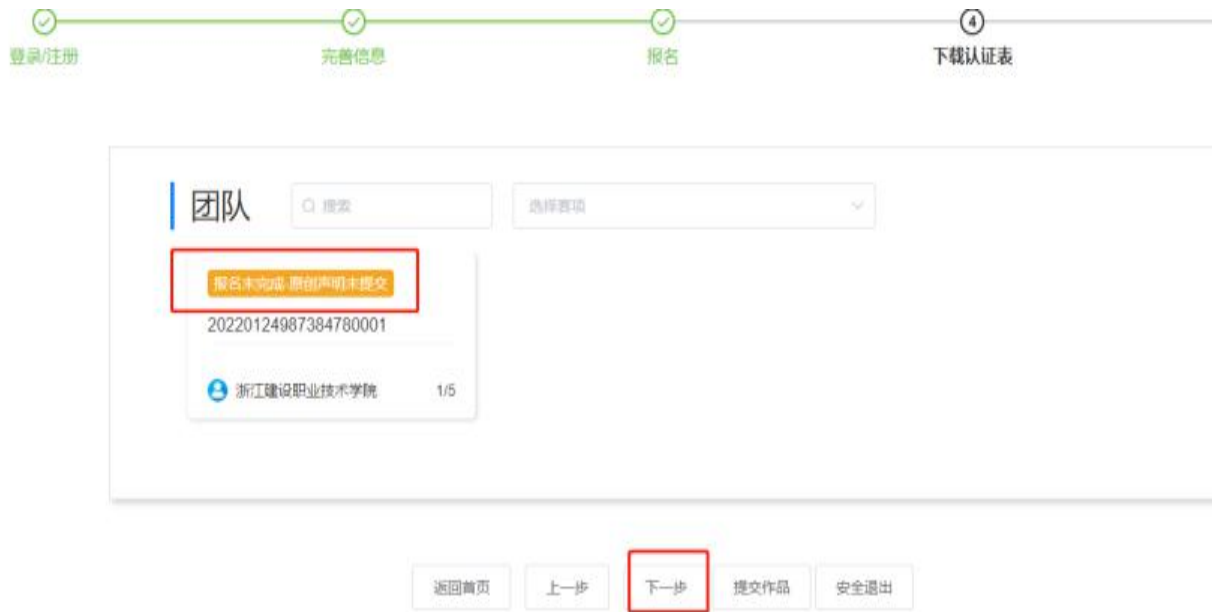 登录/注册 完善信息 报名 4 下载认证表
团队 搜索 选择赛项
报名未完成-原创声明未提交
20220124987384780001
浙江建设职业技术学院 1/5
返回首页 上一步 下一步 提交作品 安全退出